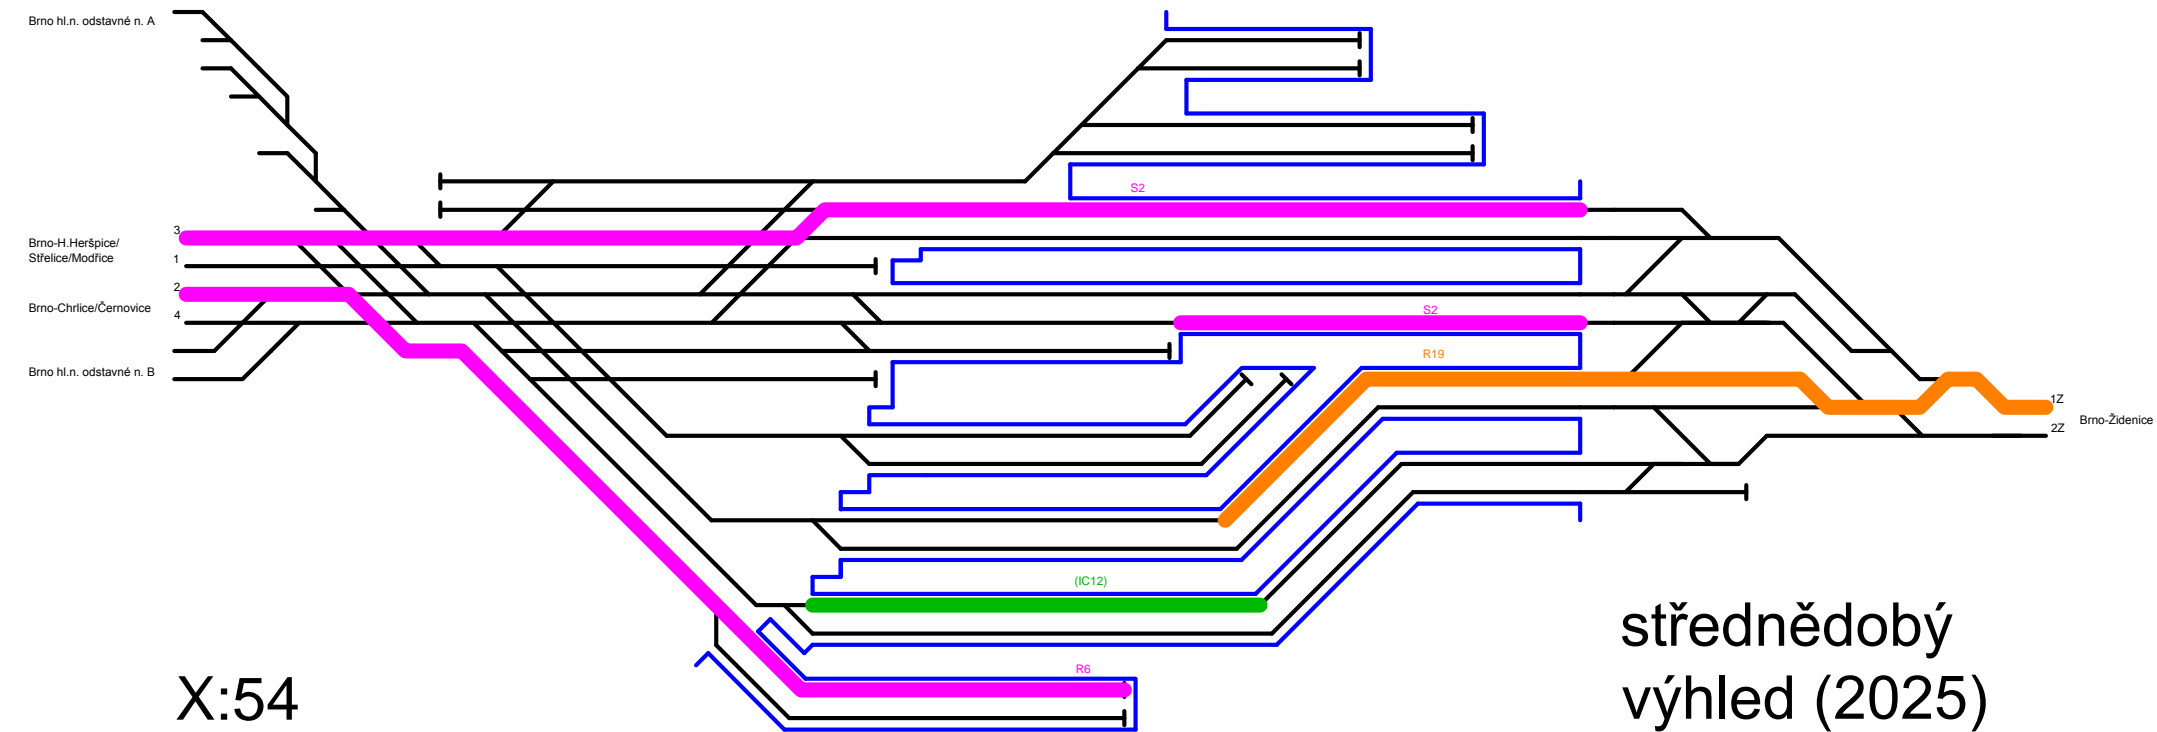 Brno hl.n. odstavné n. A
S2
3
Brno-H.Heršpice/
Střelice/Modřice
1
2
Brno-Chrlice/Černovice
4
S2
R19
Brno hl.n. odstavné n. B
1Z
Brno-Židenice
2Z
(IC12)
střednědobý
R6
X:54
výhled (2025)